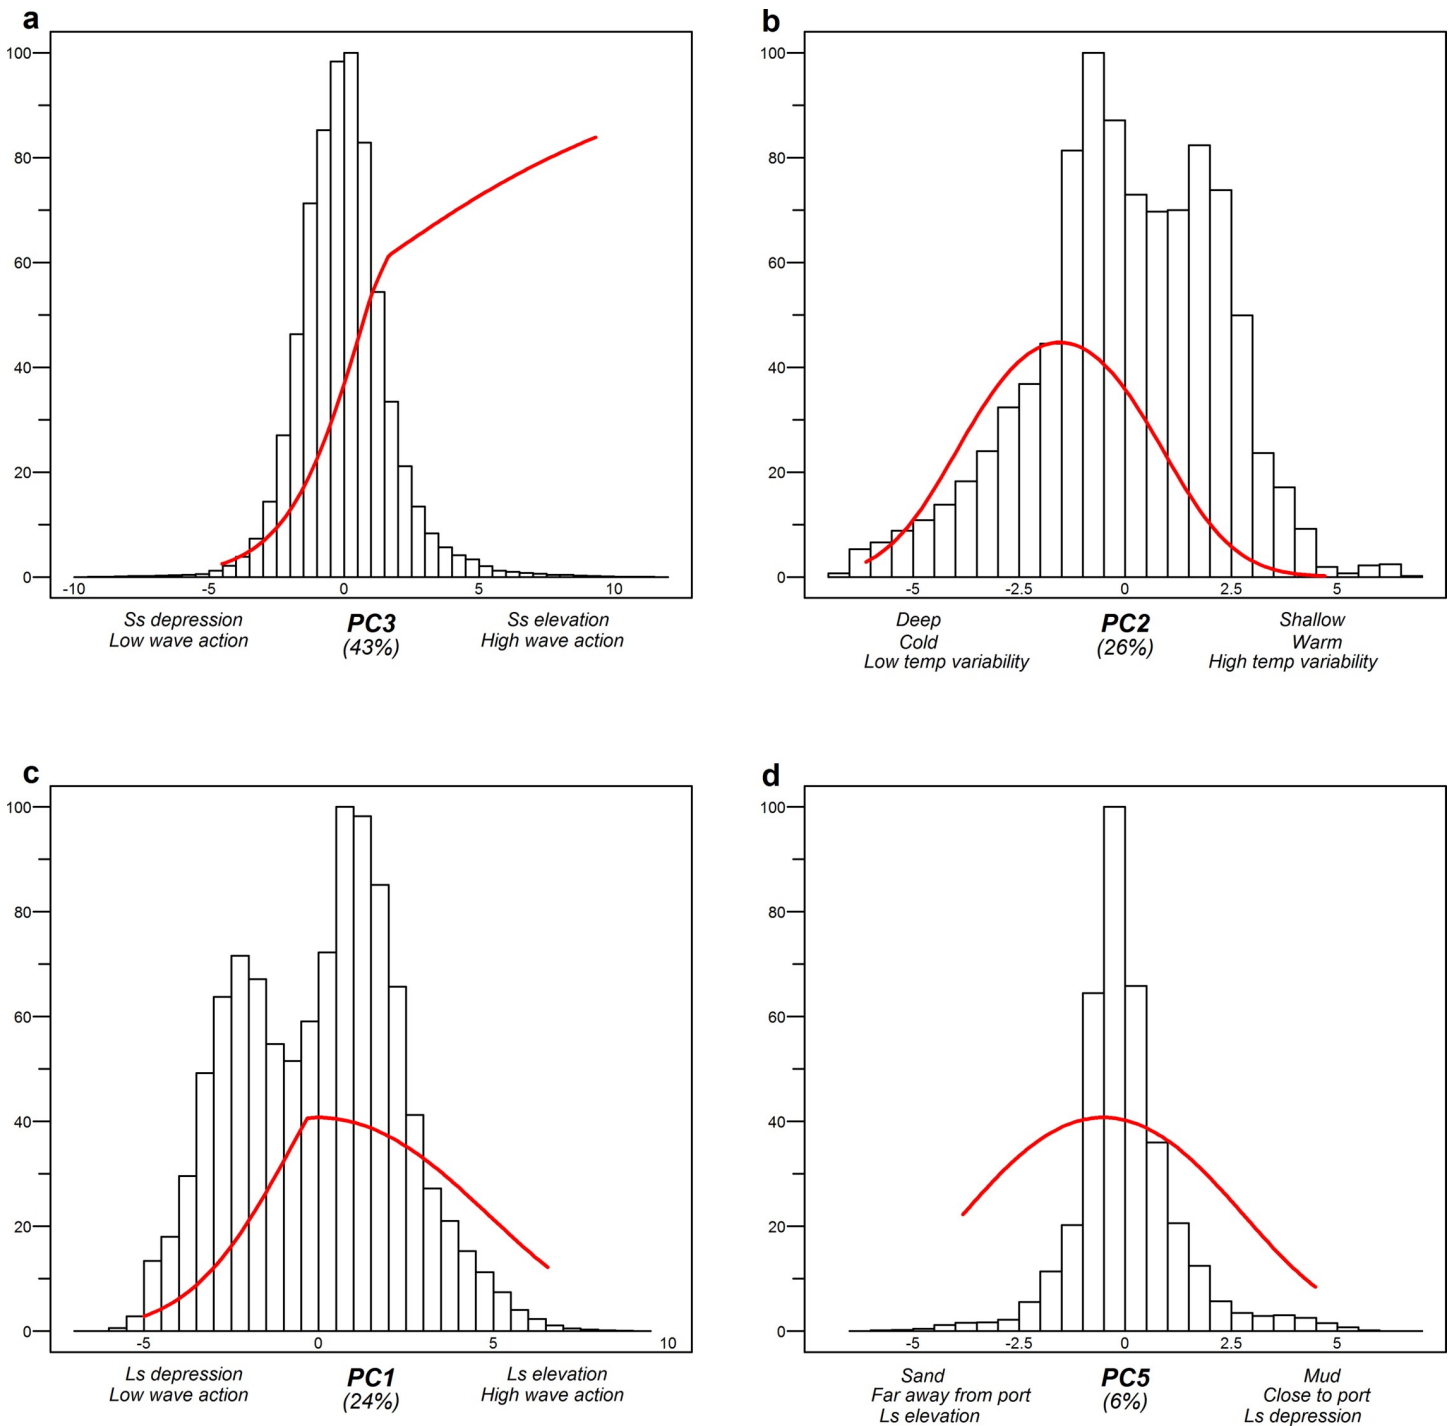 a
100
80
60
40
20
0
-10 -5 0 5 10
Ss depression PC3 Ss elevation
Low wave action (43%) High wave action
b
100
80
60
40
20
0
-5 -2.5 0 2.5 5
Deep PC2 Shallow
Cold (26%) Warm
Low temp variability High temp variability
c
100
80
60
40
20
0
-5 0 5 10
Ls depression PC1 Ls elevation
Low wave action (24%) High wave action
d
100
80
60
40
20
0
-5 -2.5 0 2.5 5
Sand PC5 Mud
Far away from port (6%) Close to port
Ls elevation Ls depression